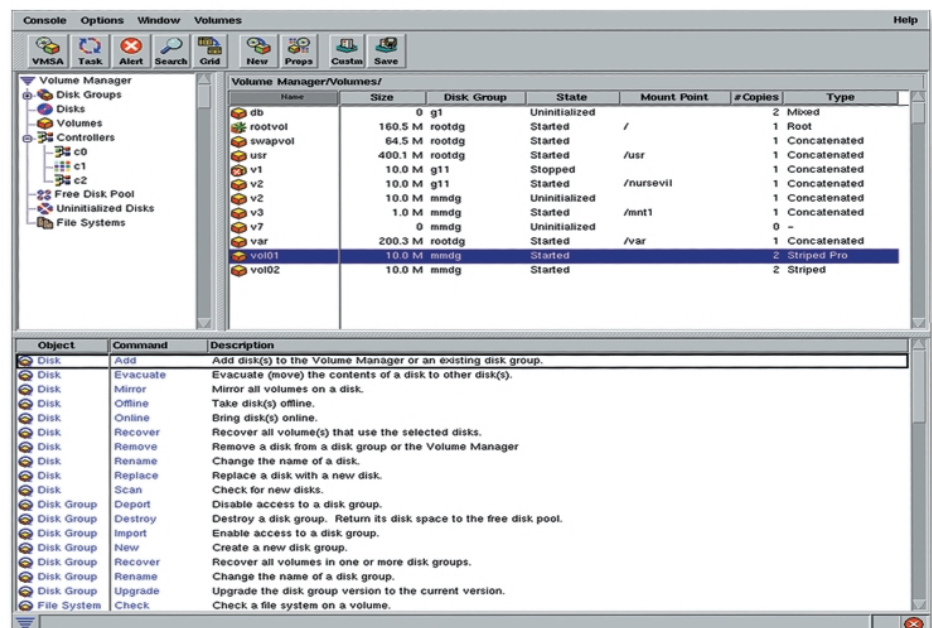 Console Options Window Volumes Help
VMSA Task Alert Search Grid New Props Custm Save
Volume Manager
Disk Groups
Disks
Volumes
Controllers
c0
c1
c2
Free Disk Pool
Uninitialized Disks
File Systems
Volume Manager/Volumes/
Name Size Disk Group State Mount Point #Copies Type
db 0 g1 Uninitialized 2 Mixed
rootvol 160.5 M rootdg Started / 1 Root
swapvol 64.5 M rootdg Started 1 Concatenated
usr 400.1 M rootdg Started /usr 1 Concatenated
v1 10.0 M g11 Stopped 1 Concatenated
v2 10.0 M g11 Started /nursevil 1 Concatenated
v2 10.0 M mmdg Uninitialized 1 Concatenated
v3 1.0 M mmdg Started /mnt1 1 Concatenated
v7 0 mmdg Uninitialized 0 –
var 200.3 M rootdg Started /var 1 Concatenated
vol01 10.0 M mmdg Started 2 Striped Pro
vol02 10.0 M mmdg Started 2 Striped
Object Command Description
Disk Add Add disk(s) to the Volume Manager or an existing disk group.
Disk Evacuate Evacuate (move) the contents of a disk to other disk(s).
Disk Mirror Mirror all volumes on a disk.
Disk Offline Take disk(s) offline.
Disk Online Bring disk(s) online.
Disk Recover Recover all volume(s) that use the selected disks.
Disk Remove Remove a disk from a disk group or the Volume Manager
Disk Rename Change the name of a disk.
Disk Replace Replace a disk with a new disk.
Disk Scan Check for new disks.
Disk Group Deport Disable access to a disk group.
Disk Group Destroy Destroy a disk group. Return its disk space to the free disk pool.
Disk Group Import Enable access to a disk group.
Disk Group New Create a new disk group.
Disk Group Recover Recover all volumes in one or more disk groups.
Disk Group Rename Change the name of a disk group.
Disk Group Upgrade Upgrade the disk group version to the current version.
File System Check Check a file system on a volume.